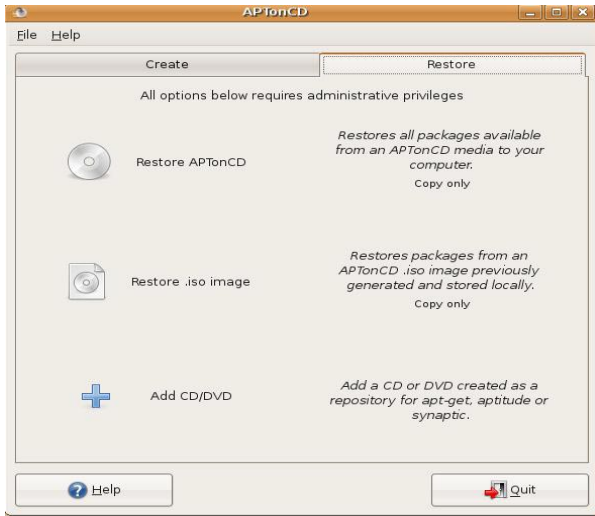 APTonCD
File Help
Create Restore
All options below requires administrative privileges
Restore APTonCD
Restores all packages available
from an APTonCD media to your
computer.
Copy only
Restore .iso image
Restores packages from an
APTonCD .iso image previously
generated and stored locally.
Copy only
Add CD/DVD
Add a CD or DVD created as a
repository for apt-get, aptitude or
synaptic.
Help Quit